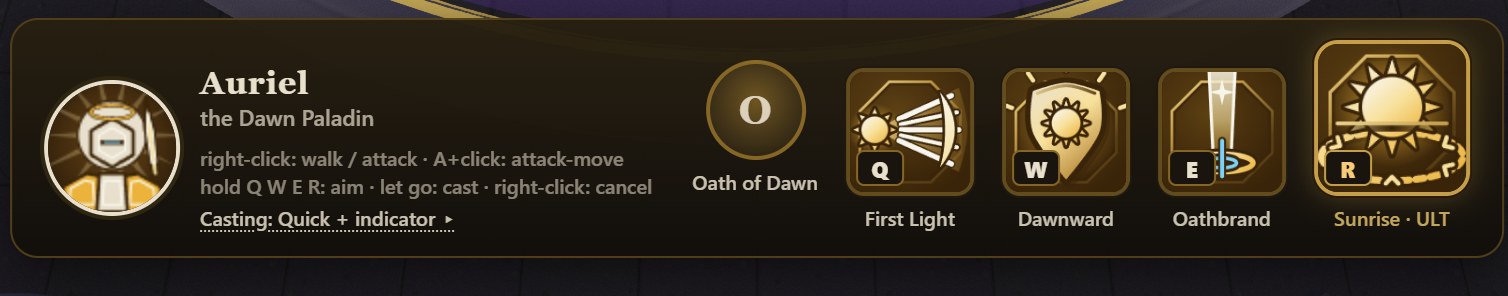 Auriel
the Dawn Paladin
right-click: walk / attack · A+click: attack-move
hold Q W E R: aim · let go: cast · right-click: cancel
Casting: Quick + indicator ▸
O
Oath of Dawn
Q
First Light
W
Dawnward
E
Oathbrand
R
Sunrise · ULT